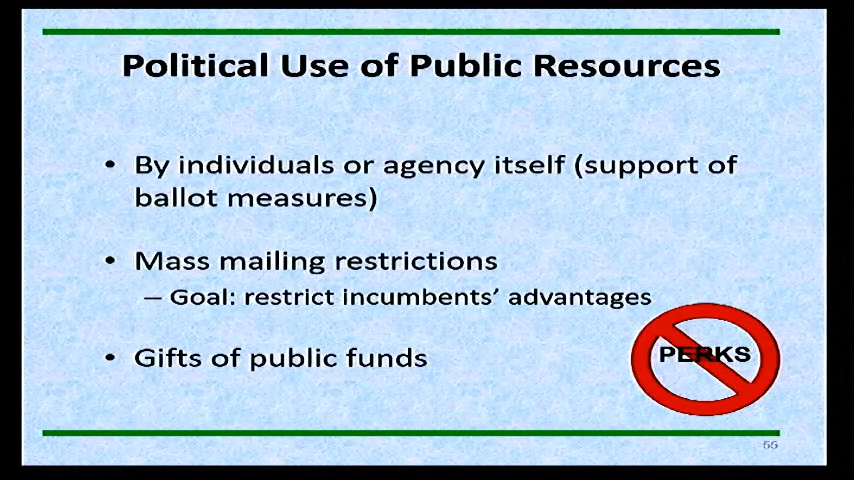 Political Use of Public Resources
• By individuals or agency itself (support of
ballot measures)
• Mass mailing restrictions
– Goal: restrict incumbents’ advantages
• Gifts of public funds
PERKS
55